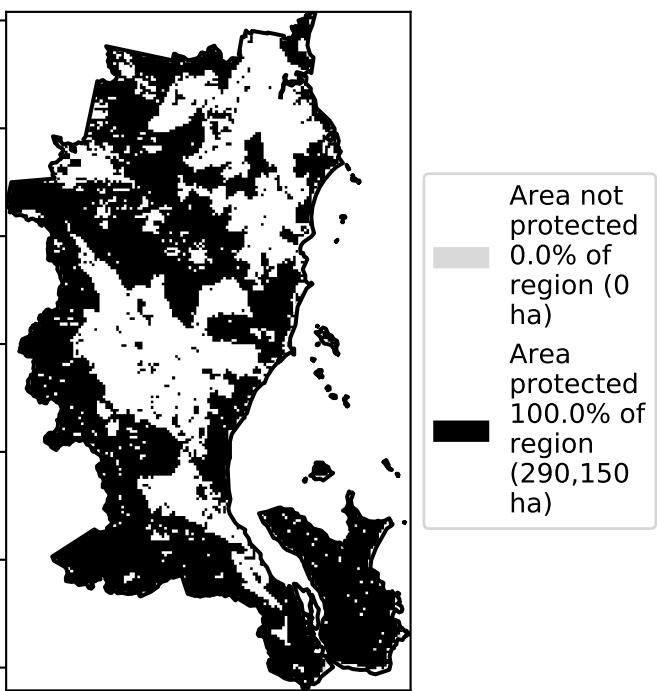 Area not
protected
0.0% of
region (0
ha)
Area
protected
100.0% of
region
(290,150
ha)